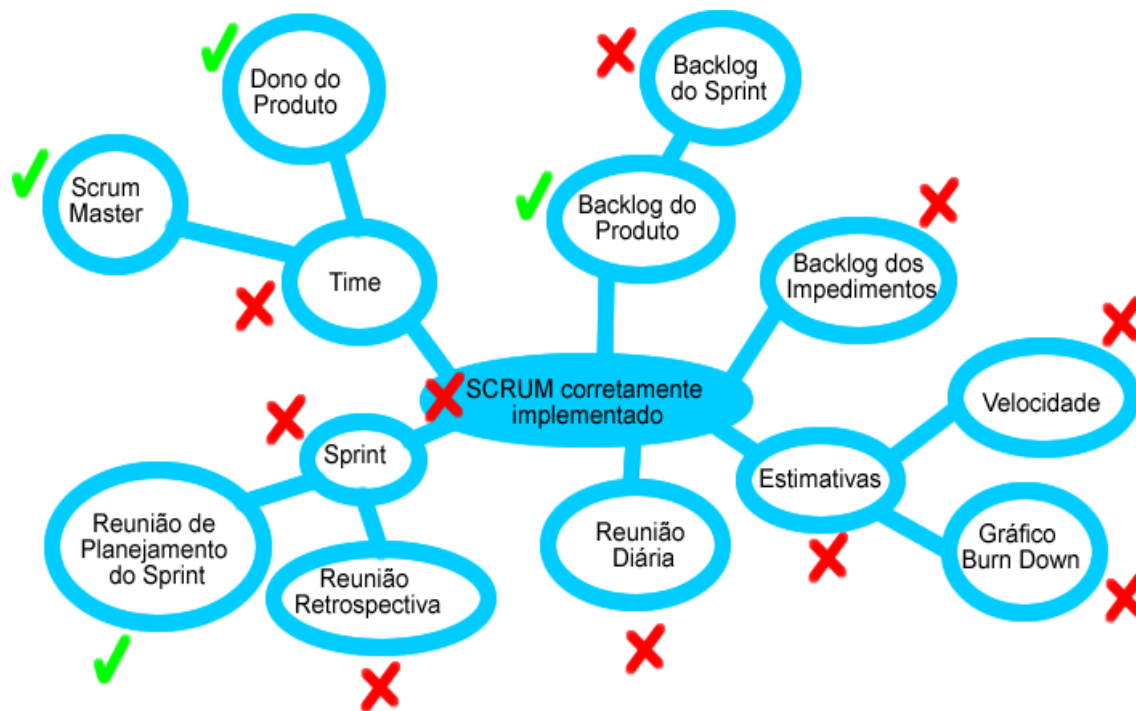 Dono do
Produto
Backlog
do Sprint
Scrum
Master
Backlog do
Produto
Time
Backlog dos
Impedimentos
SCRUM corretamente
implementado
Velocidade
Sprint
Estimativas
Reunião de
Planejamento
do Sprint
Reunião
Retrospectiva
Reunião
Diária
Gráfico
Burn Down